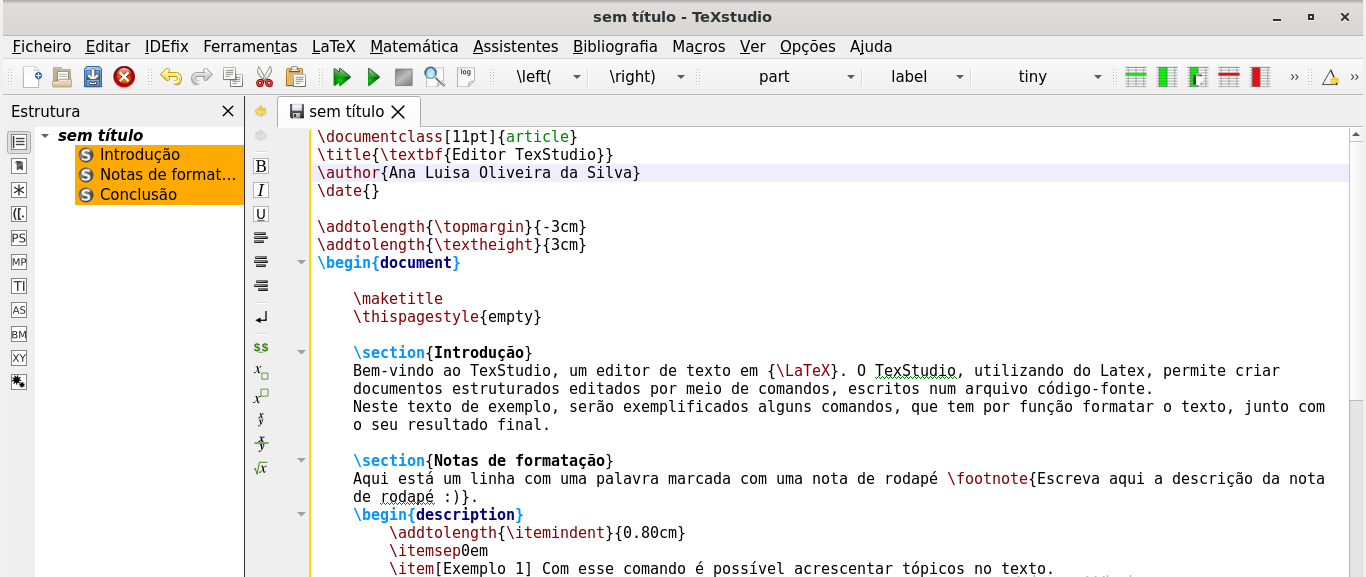 sem título - TeXstudio
Ficheiro Editar IDEfix Ferramentas LaTeX Matemática Assistentes Bibliografia Macros Ver Opções Ajuda
log \left( \right) part label tiny » »
Estrutura
sem título
sem título
Introdução
Notas de format...
Conclusão
PS
MP
TI
AS
BM
XY
B
I
U
$$
\documentclass[11pt]{article}
\title{\textbf{Editor TexStudio}}
\author{Ana Luisa Oliveira da Silva}
\date{}
\addtolength{\topmargin}{-3cm}
\addtolength{\textheight}{3cm}
\begin{document}
\maketitle
\thispagestyle{empty}
\section{Introdução}
Bem-vindo ao TexStudio, um editor de texto em {\LaTeX}. O TexStudio, utilizando do Latex, permite criar
documentos estruturados editados por meio de comandos, escritos num arquivo código-fonte.
Neste texto de exemplo, serão exemplificados alguns comandos, que tem por função formatar o texto, junto com
o seu resultado final.
\section{Notas de formatação}
Aqui está um linha com uma palavra marcada com uma nota de rodapé \footnote{Escreva aqui a descrição da nota
de rodapé :)}.
\begin{description}
\addtolength{\itemindent}{0.80cm}
\itemsep0em
\item[Exemplo 1] Com esse comando é possível acrescentar tópicos no texto.